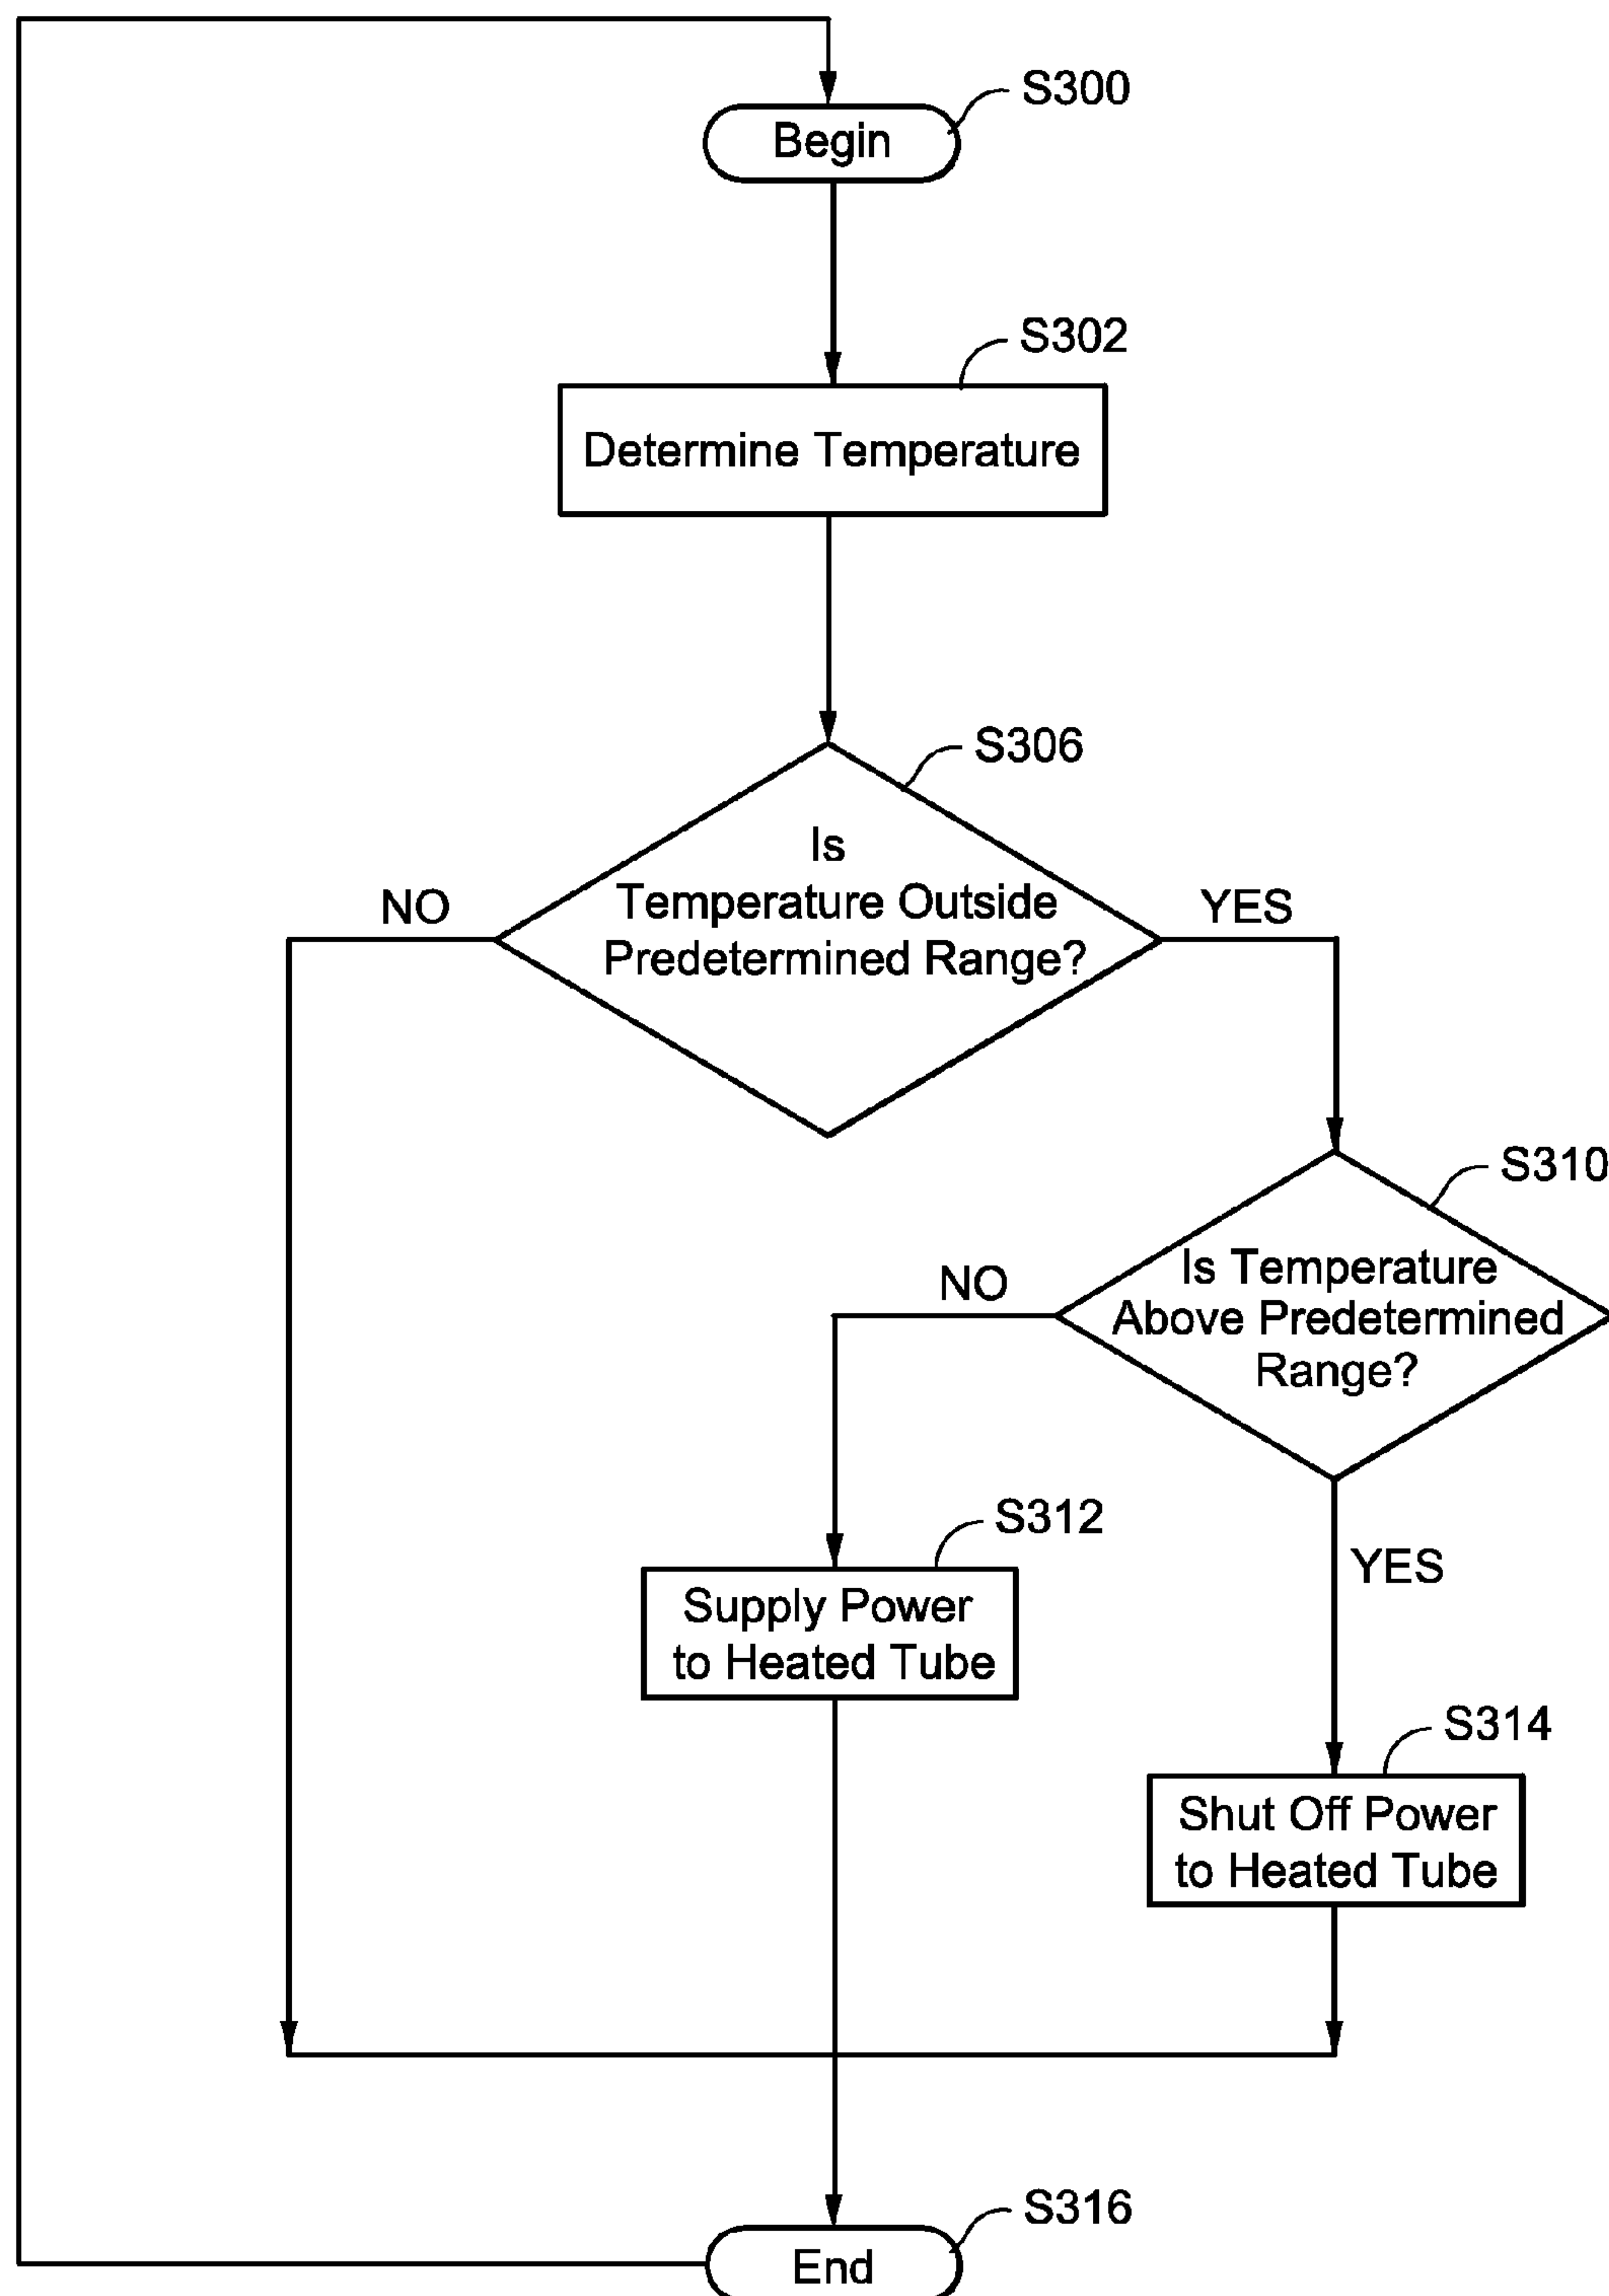 S300
Begin
S302
Determine Temperature
S306
Is
Temperature Outside
Predetermined Range?
NO
YES
S310
Is Temperature
Above Predetermined
Range?
NO
YES
S312
Supply Power
to Heated Tube
S314
Shut Off Power
to Heated Tube
S316
End